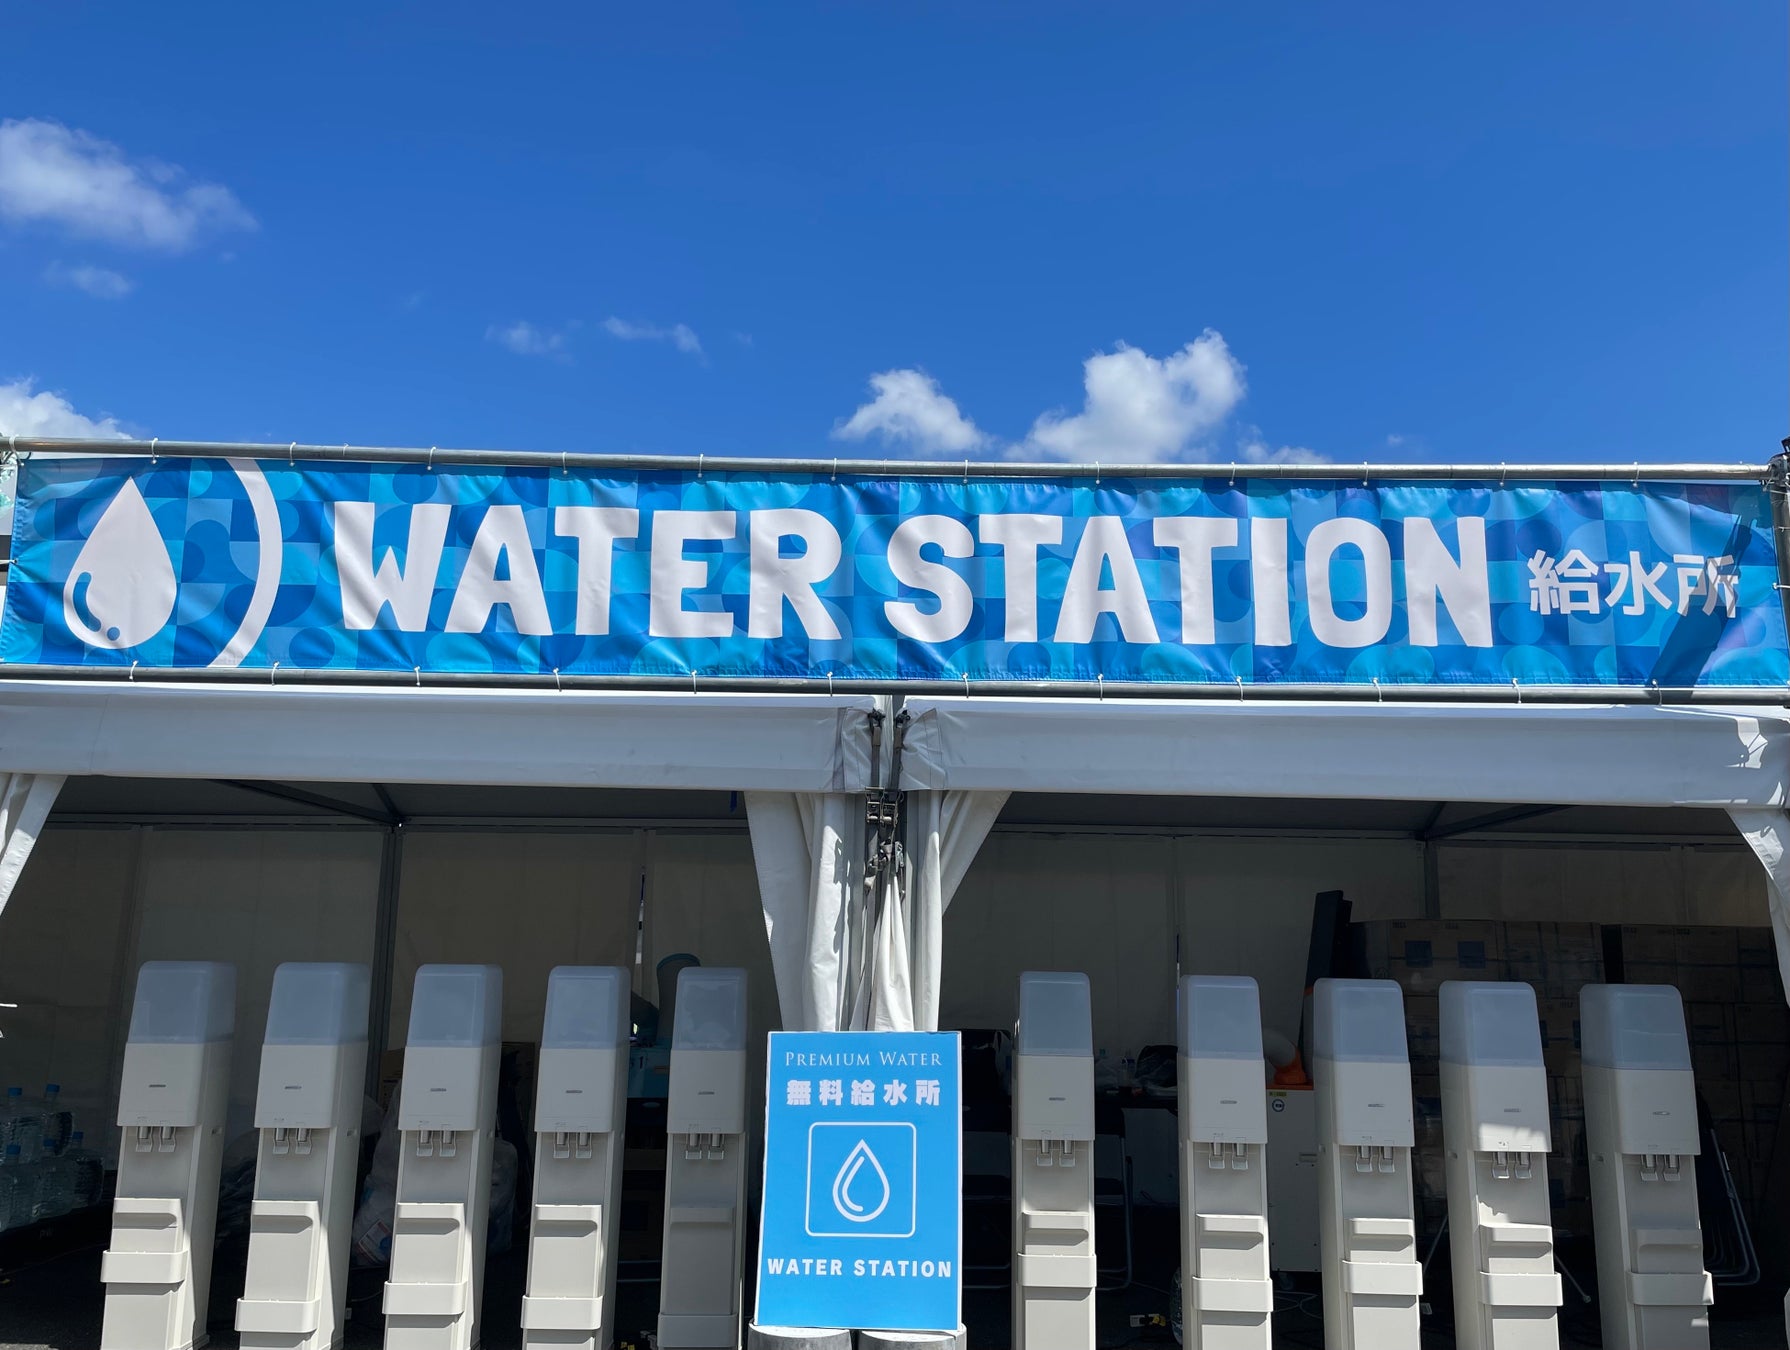 WATER STATION 給水所
PREMIUM WATER
無料給水所
WATER STATION